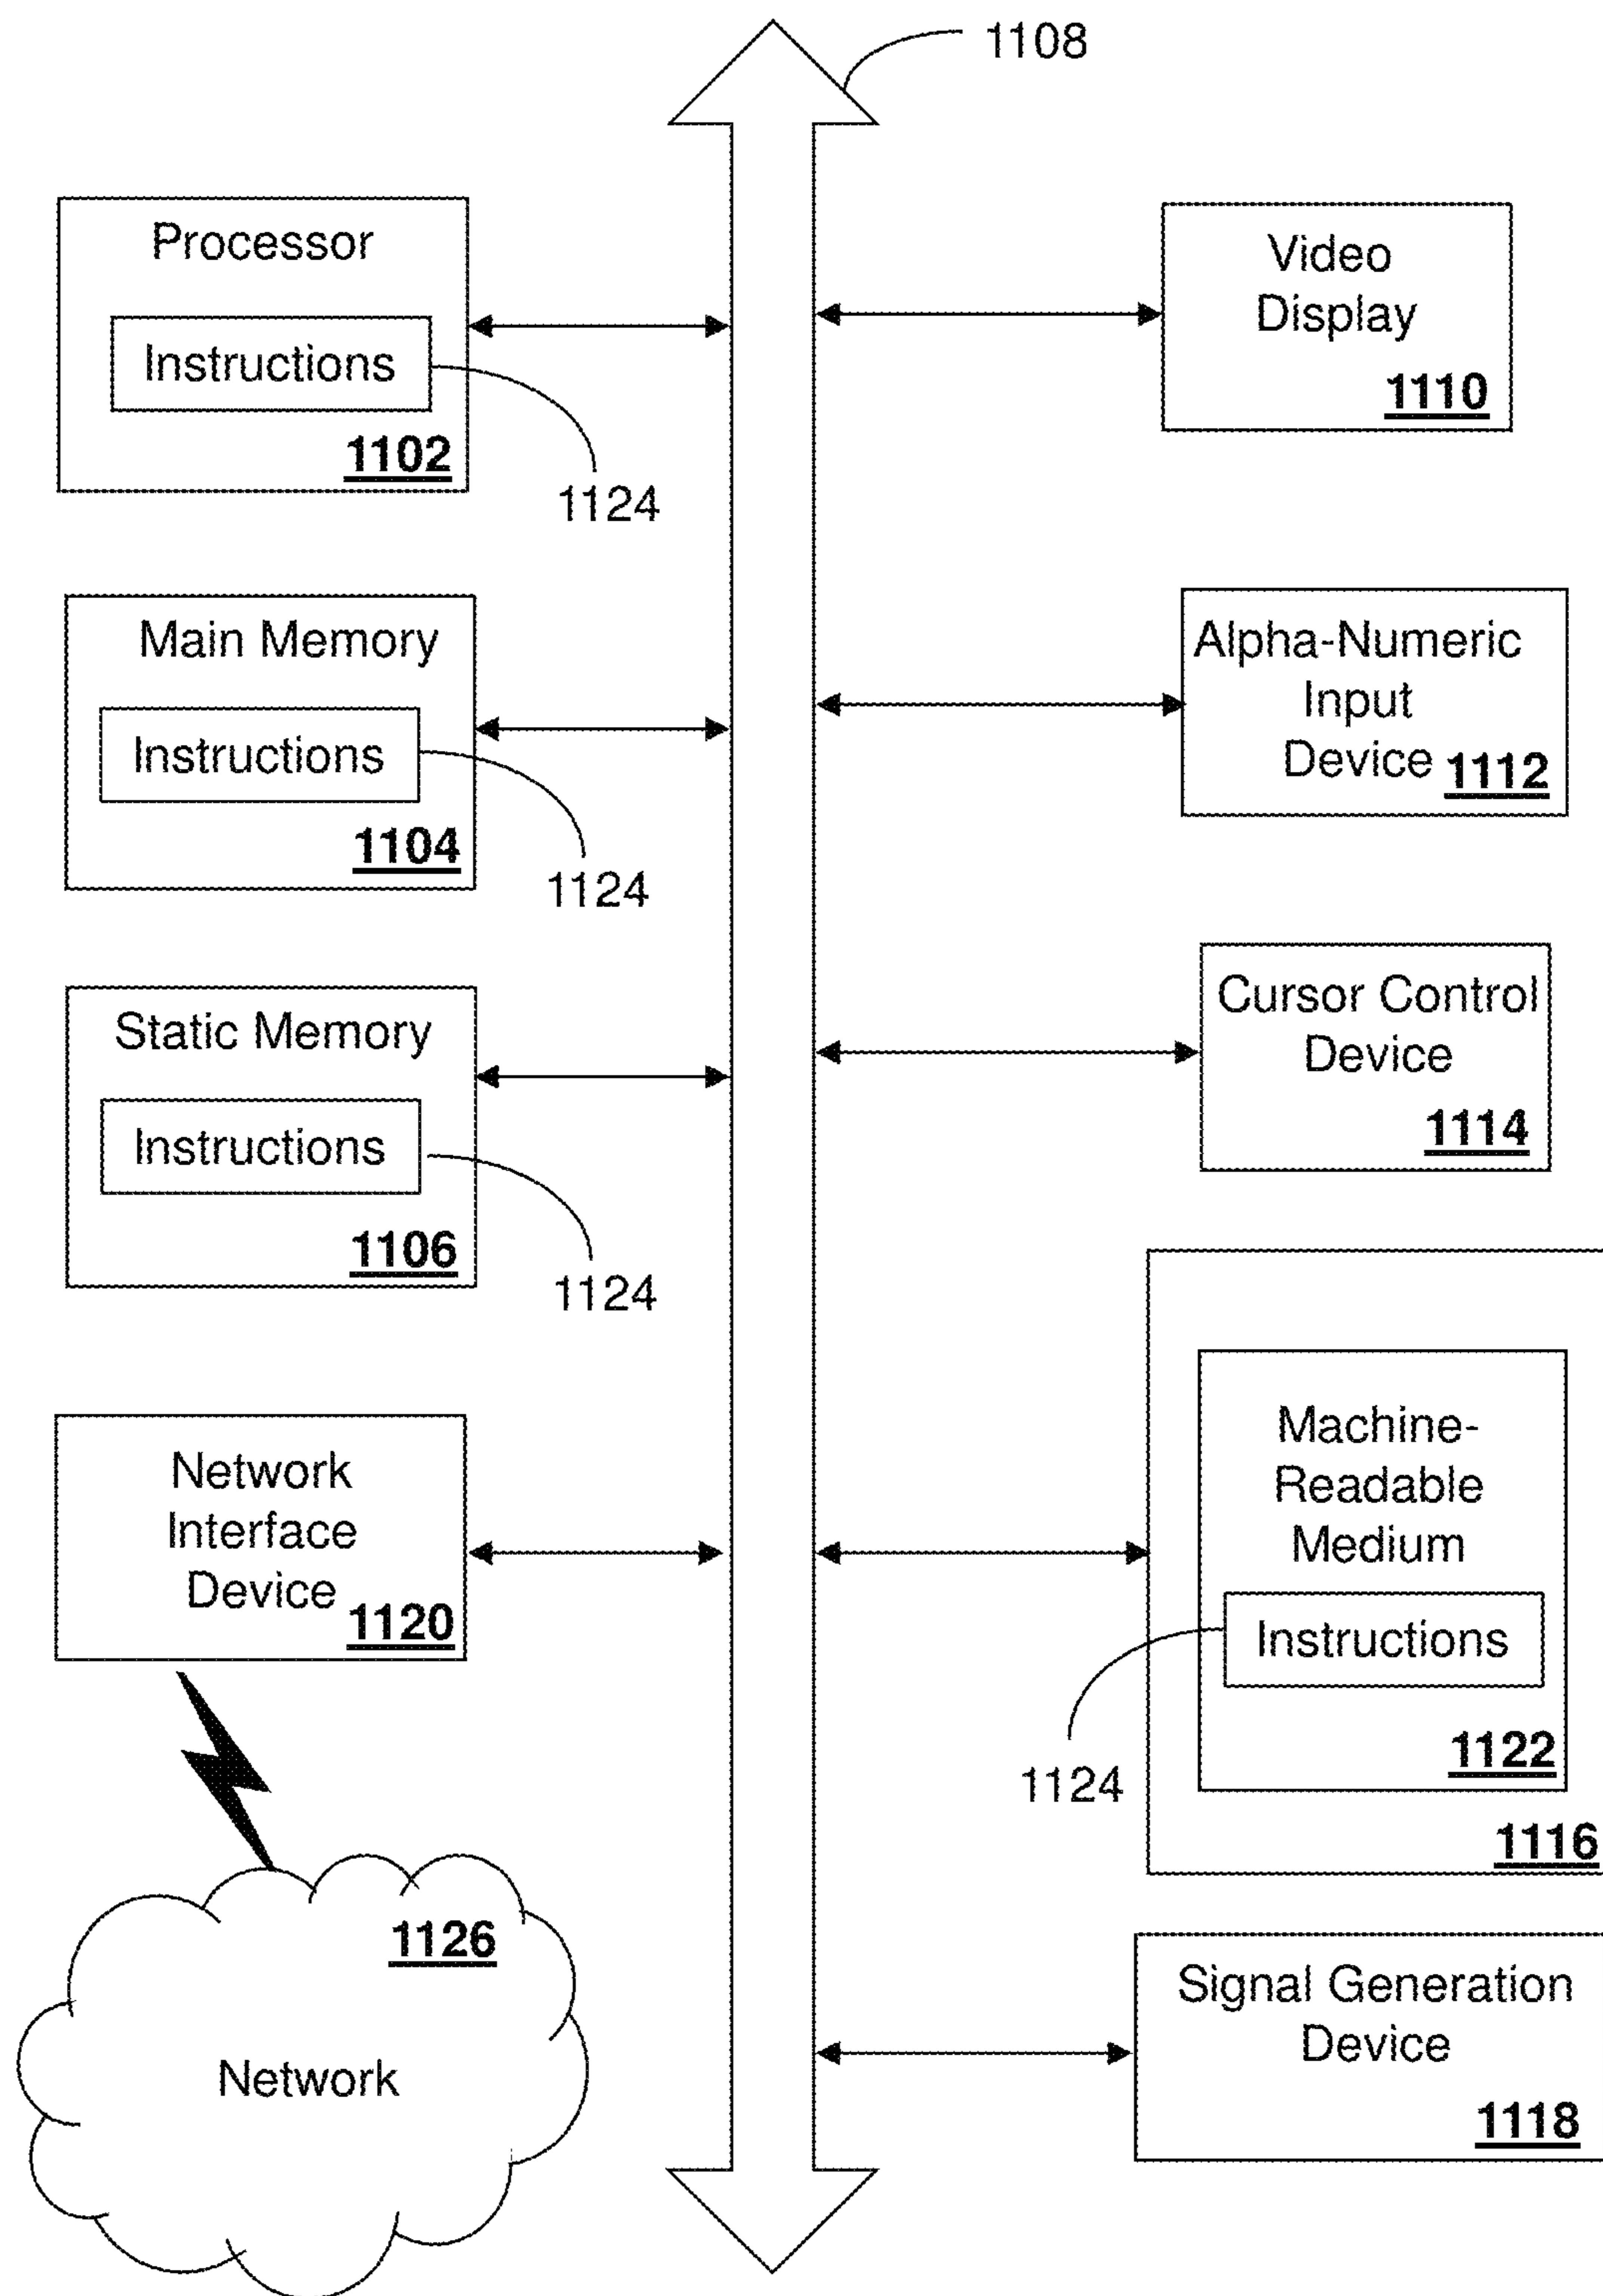 1108
Processor
Instructions
1102
1124
Main Memory
Instructions
1104
1124
Static Memory
Instructions
1106
1124
Network
Interface
Device
1120
1126
Network
Video
Display
1110
Alpha-Numeric
Input
Device 1112
Cursor Control
Device
1114
Machine-
Readable
Medium
Instructions
1122
1124
1116
Signal Generation
Device
1118